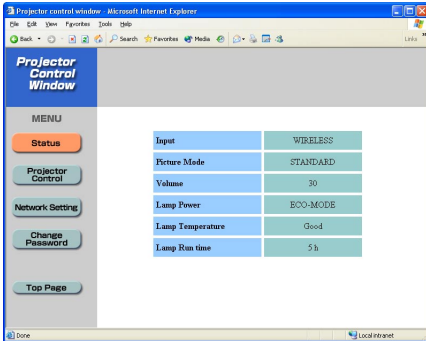 Projector control window - Microsoft Internet Explorer
File Edit View Favorites Tools Help
Back Search Favorites Media Links »
Projector
Control
Window
MENU
Status
Projector
Control
Network Setting
Change
Password
Top Page
Input WIRELESS
Picture Mode STANDARD
Volume 30
Lamp Power ECO-MODE
Lamp Temperature Good
Lamp Run time 5 h
Done Local intranet